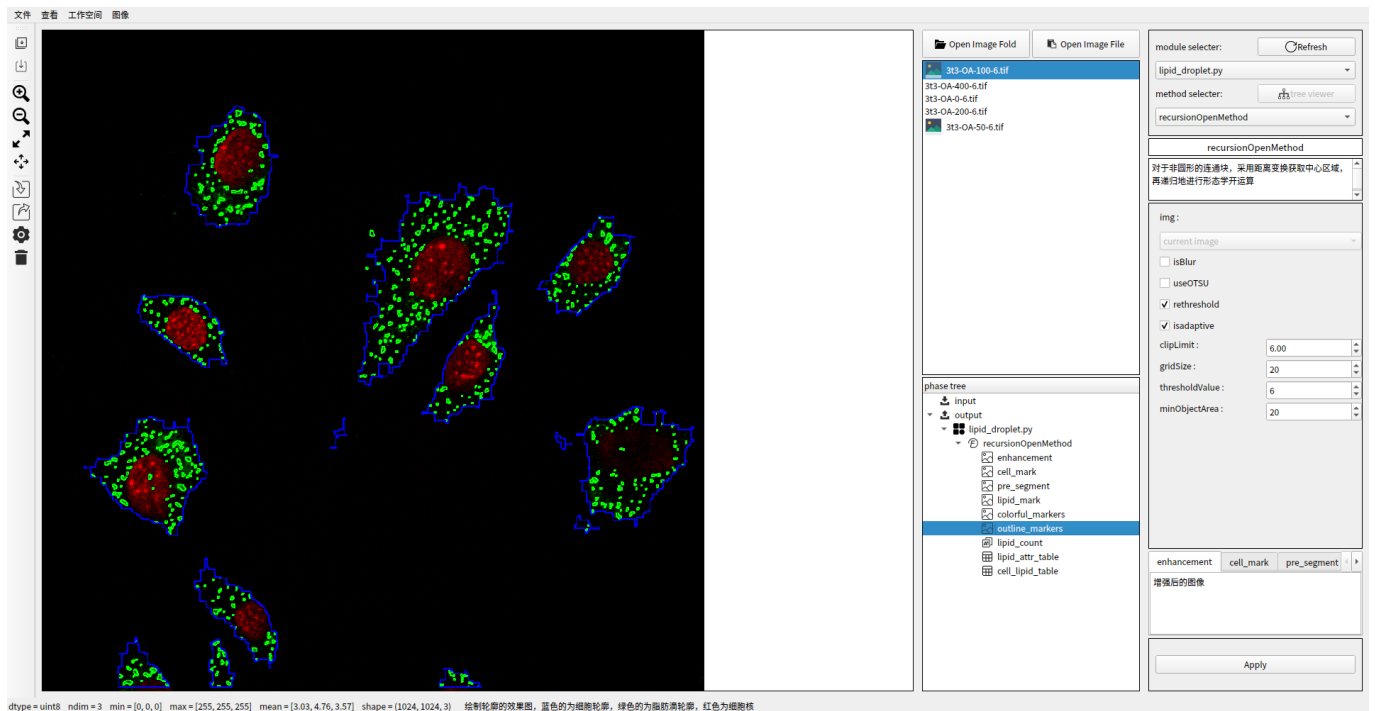 文件 查看 工作空间 图像
Open Image Fold Open Image File
3t3-OA-100-6.tif
3t3-OA-400-6.tif
3t3-OA-0-6.tif
3t3-OA-200-6.tif
3t3-OA-50-6.tif
phase tree
input
output
lipid_droplet.py
recursionOpenMethod
enhancement
cell_mark
pre_segment
lipid_mark
colorful_markers
outline_markers
lipid_count
lipid_attr_table
cell_lipid_table
module selecter: Refresh
lipid_droplet.py
method selecter: tree viewer
recursionOpenMethod
recursionOpenMethod
对于非圆形的连通块，采用距离变换获取中心区域，
再递归地进行形态学开运算
img :
current image
isBlur
useOTSU
rethreshold
isadaptive
clipLimit : 6.00
gridSize : 20
thresholdValue : 6
minObjectArea : 20
enhancement cell_mark pre_segment
增强后的图像
Apply
dtype = uint8 ndim = 3 min = [0, 0, 0] max = [255, 255, 255] mean = [3.03, 4.76, 3.57] shape = (1024, 1024, 3) 绘制轮廓的效果图，蓝色的为细胞轮廓，绿色的为脂肪滴轮廓，红色为细胞核